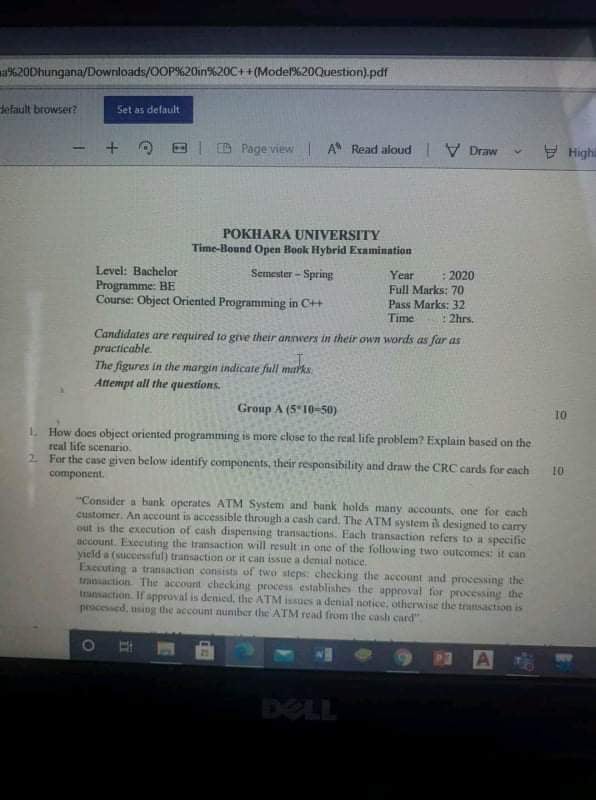 a%20Dhungana/Downloads/OOP%20in%20C++(Model%20Question).pdf
default browser?
Set as default
Page view
Read aloud
Draw
Highl
POKHARA UNIVERSITY
Time-Bound Open Book Hybrid Examination
Level: Bachelor Semester – Spring Year : 2020
Programme: BE Full Marks: 70
Course: Object Oriented Programming in C++ Pass Marks: 32
Time : 2hrs.
Candidates are required to give their answers in their own words as far as
practicable.
The figures in the margin indicate full marks.
Attempt all the questions.
Group A (5*10=50)
1. How does object oriented programming is more close to the real life problem? Explain based on the 10
real life scenario.
2. For the case given below identify components, their responsibility and draw the CRC cards for each 10
component.
"Consider a bank operates ATM System and bank holds many accounts, one for each
customer. An account is accessible through a cash card. The ATM system is designed to carry
out is the execution of cash dispensing transactions. Each transaction refers to a specific
account. Executing the transaction will result in one of the following two outcomes: it can
yield a (successful) transaction or it can issue a denial notice.
Executing a transaction consists of two steps: checking the account and processing the
transaction. The account checking process establishes the approval for processing the
transaction. If approval is denied, the ATM issues a denial notice, otherwise the transaction is
processed, using the account number the ATM read from the cash card".
DELL